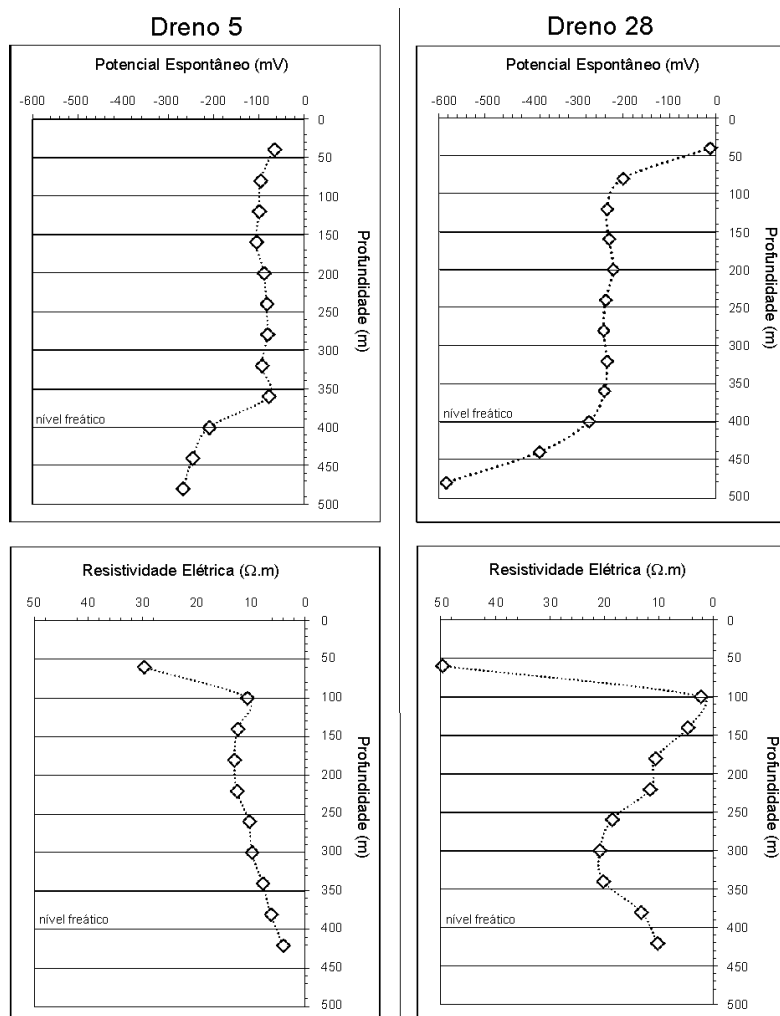 Dreno 5
Potencial Espontâneo (mV)
-600 -500 -400 -300 -200 -100 0
0
50
100
150
200
250
300
350
400
450
500
Profundidade (m)
nível freático
Dreno 28
Potencial Espontâneo (mV)
-600 -500 -400 -300 -200 -100 0
0
50
100
150
200
250
300
350
400
450
500
Profundidade (m)
nível freático
Resistividade Elétrica (Ω.m)
50 40 30 20 10 0
0
50
100
150
200
250
300
350
400
450
500
Profundidade (m)
nível freático
Resistividade Elétrica (Ω.m)
50 40 30 20 10 0
0
50
100
150
200
250
300
350
400
450
500
Profundidade (m)
nível freático